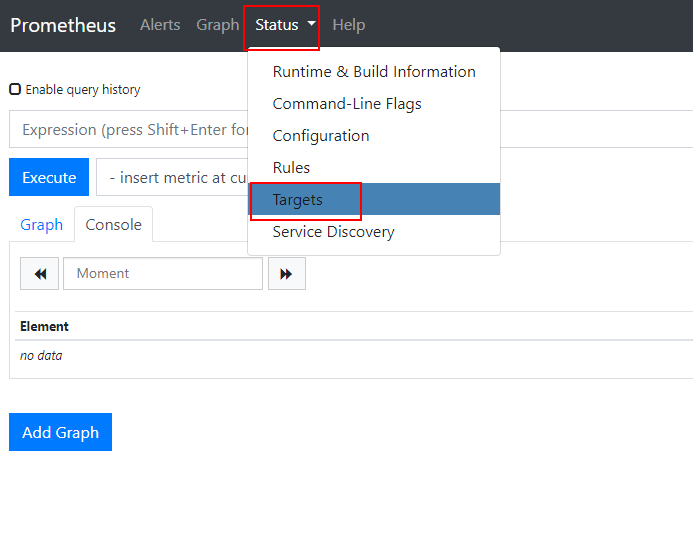 Prometheus Alerts Graph Status Help
Runtime & Build Information
Command-Line Flags
Configuration
Rules
Targets
Service Discovery
Enable query history
Expression (press Shift+Enter for
Execute - insert metric at cu
Graph Console
Moment
Element
no data
Add Graph